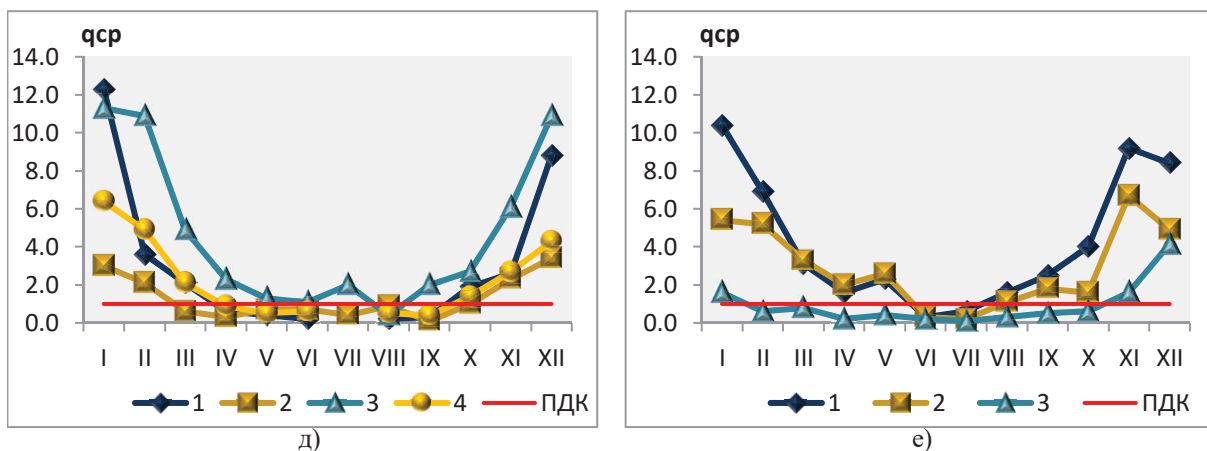 qcp
14.0
12.0
10.0
8.0
6.0
4.0
2.0
0.0
I II III IV V VI VII VIII IX X XI XII
1 2 3 4 ПДК
д)
qcp
14.0
12.0
10.0
8.0
6.0
4.0
2.0
0.0
I II III IV V VI VII VIII IX X XI XII
1 2 3 ПДК
е)